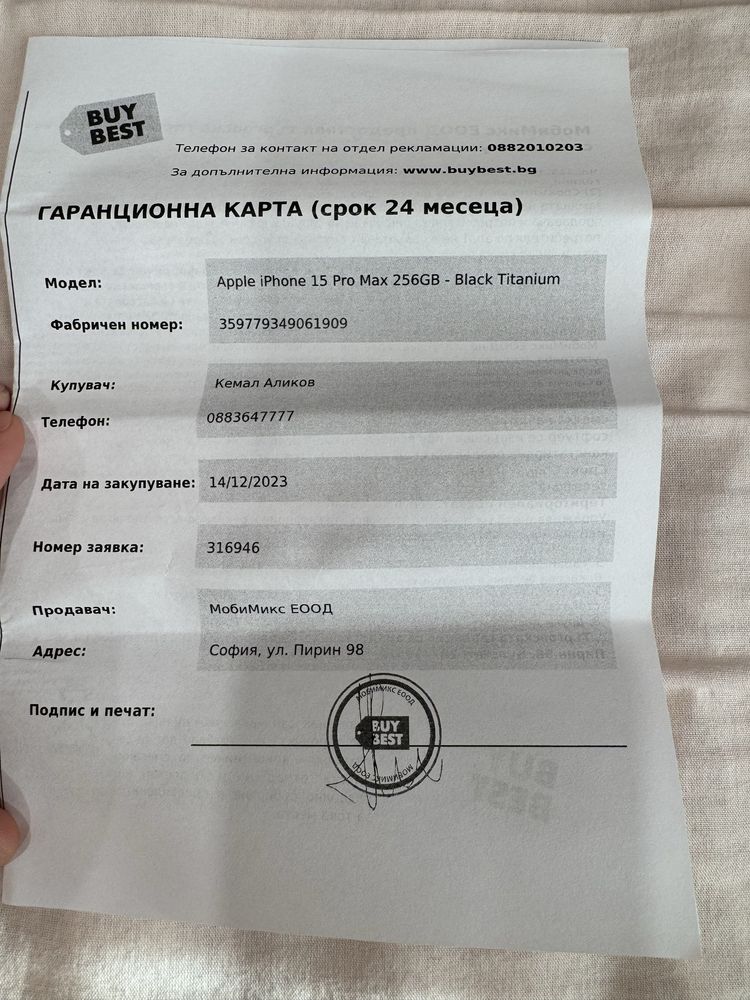 BUY
BEST
Телефон за контакт на отдел рекламации: 0882010203
За допълнителна информация: www.buybest.bg
ГАРАНЦИОННА КАРТА (срок 24 месеца)
Модел: Apple iPhone 15 Pro Max 256GB - Black Titanium
Фабричен номер: 359779349061909
Купувач: Кемал Аликов
Телефон: 0883647777
Дата на закупуване: 14/12/2023
Номер заявка: 316946
Продавач: МобиМикс ЕООД
Адрес: София, ул. Пирин 98
Подпис и печат:
МОБИМИКС ЕООД
BUY
BEST
МОБИМИКС ЕООД